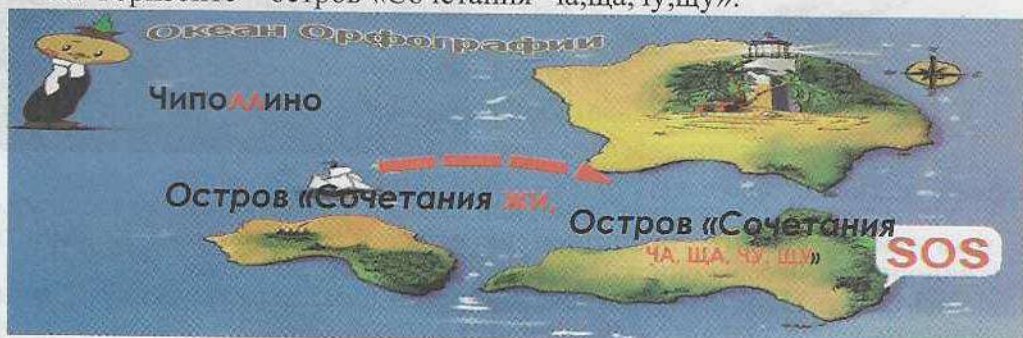 остров «Сочетания ча,ща,чу,щу».
Океан Орфографии
Чиполлино
Остров «Сочетания жи,
Остров «Сочетания
ЧА, ЩА, ЧУ, ЩУ»
SOS